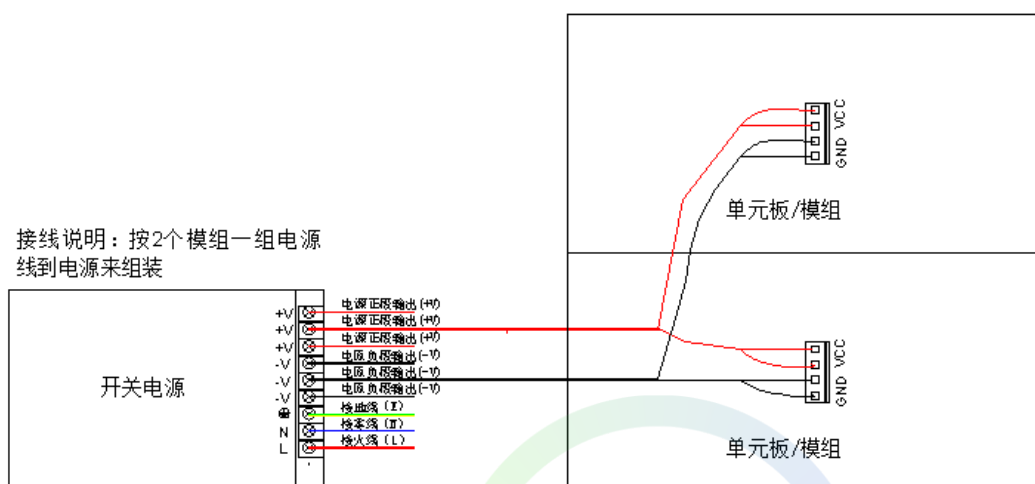 VCC
GND
单元板/模组
接线说明：按2个模组一组电源
线到电源来组装
+V 电源正极输出(+V)
+V 电源正极输出(+V)
+V 电源正极输出(+V)
-V 电原负极输出(-V)
-V 电原负极输出(-V)
-V 电原负极输出(-V)
接地线(E)
N 接零线(N)
L 接火线(L)
开关电源
VCC
GND
单元板/模组